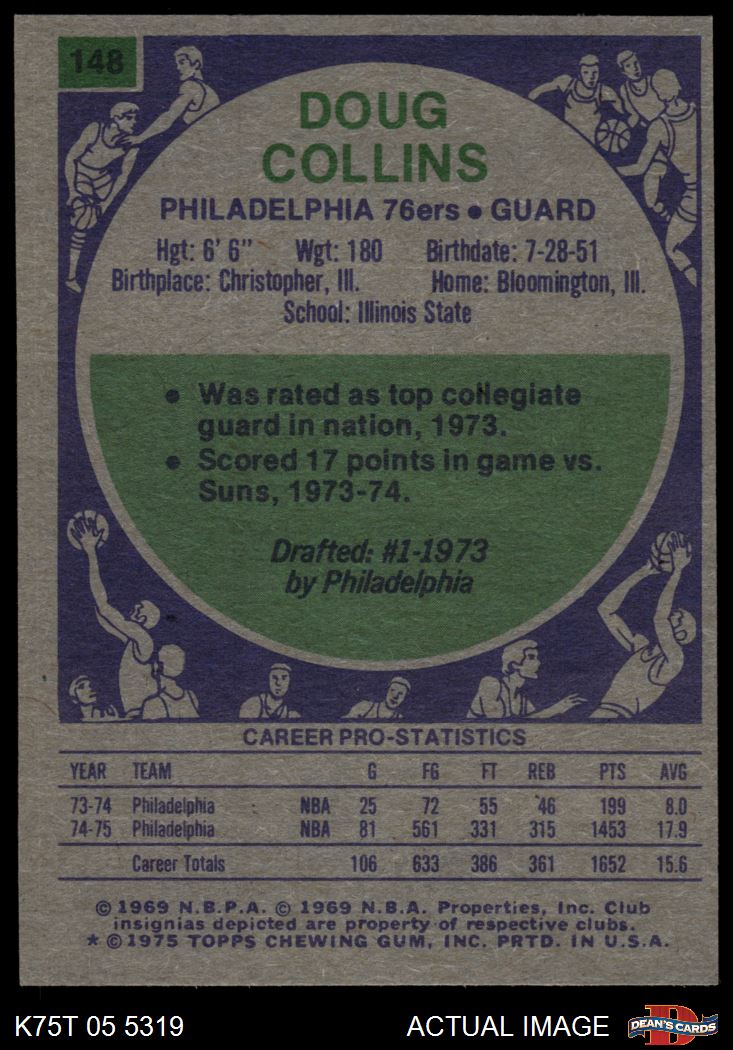 148
DOUG
COLLINS
PHILADELPHIA 76ers • GUARD
Hgt: 6' 6" Wgt: 180 Birthdate: 7-28-51
Birthplace: Christopher, Ill. Home: Bloomington, Ill.
School: Illinois State
• Was rated as top collegiate
guard in nation, 1973.
• Scored 17 points in game vs.
Suns, 1973-74.
Drafted: #1-1973
by Philadelphia
CAREER PRO-STATISTICS
YEAR TEAM G FG FT REB PTS AVG
73-74 Philadelphia NBA 25 72 55 46 199 8.0
74-75 Philadelphia NBA 81 561 331 315 1453 17.9
Career Totals 106 633 386 361 1652 15.6
© 1969 N.B.P.A. © 1969 N.B.A. Properties, Inc. Club
insignias depicted are property of respective clubs.
* © 1975 TOPPS CHEWING GUM, INC. PRTD. IN U.S.A.
K75T 05 5319 ACTUAL IMAGE D DEAN'S CARDS